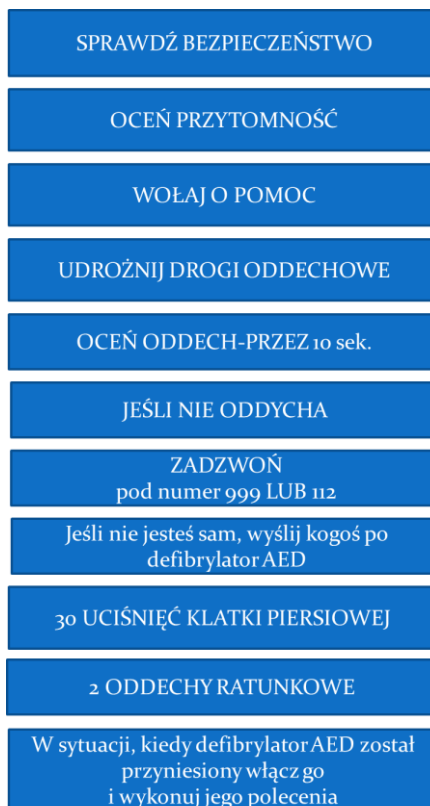 SPRAWDŹ BEZPIECZEŃSTWO
OCEŃ PRZYTOMNOŚĆ
WOŁAJ O POMOC
UDROŻNIJ DROGI ODDECHOWE
OCEŃ ODDECH-PRZEZ 10 sek.
JEŚLI NIE ODDYCHA
ZADZWOŃ
pod numer 999 LUB 112
Jeśli nie jesteś sam, wyślij kogoś po
defibrylator AED
30 UCIŚNIĘĆ KLATKI PIERSIOWEJ
2 ODDECHY RATUNKOWE
W sytuacji, kiedy defibrylator AED został
przyniesiony włącz go
i wykonuj jego polecenia